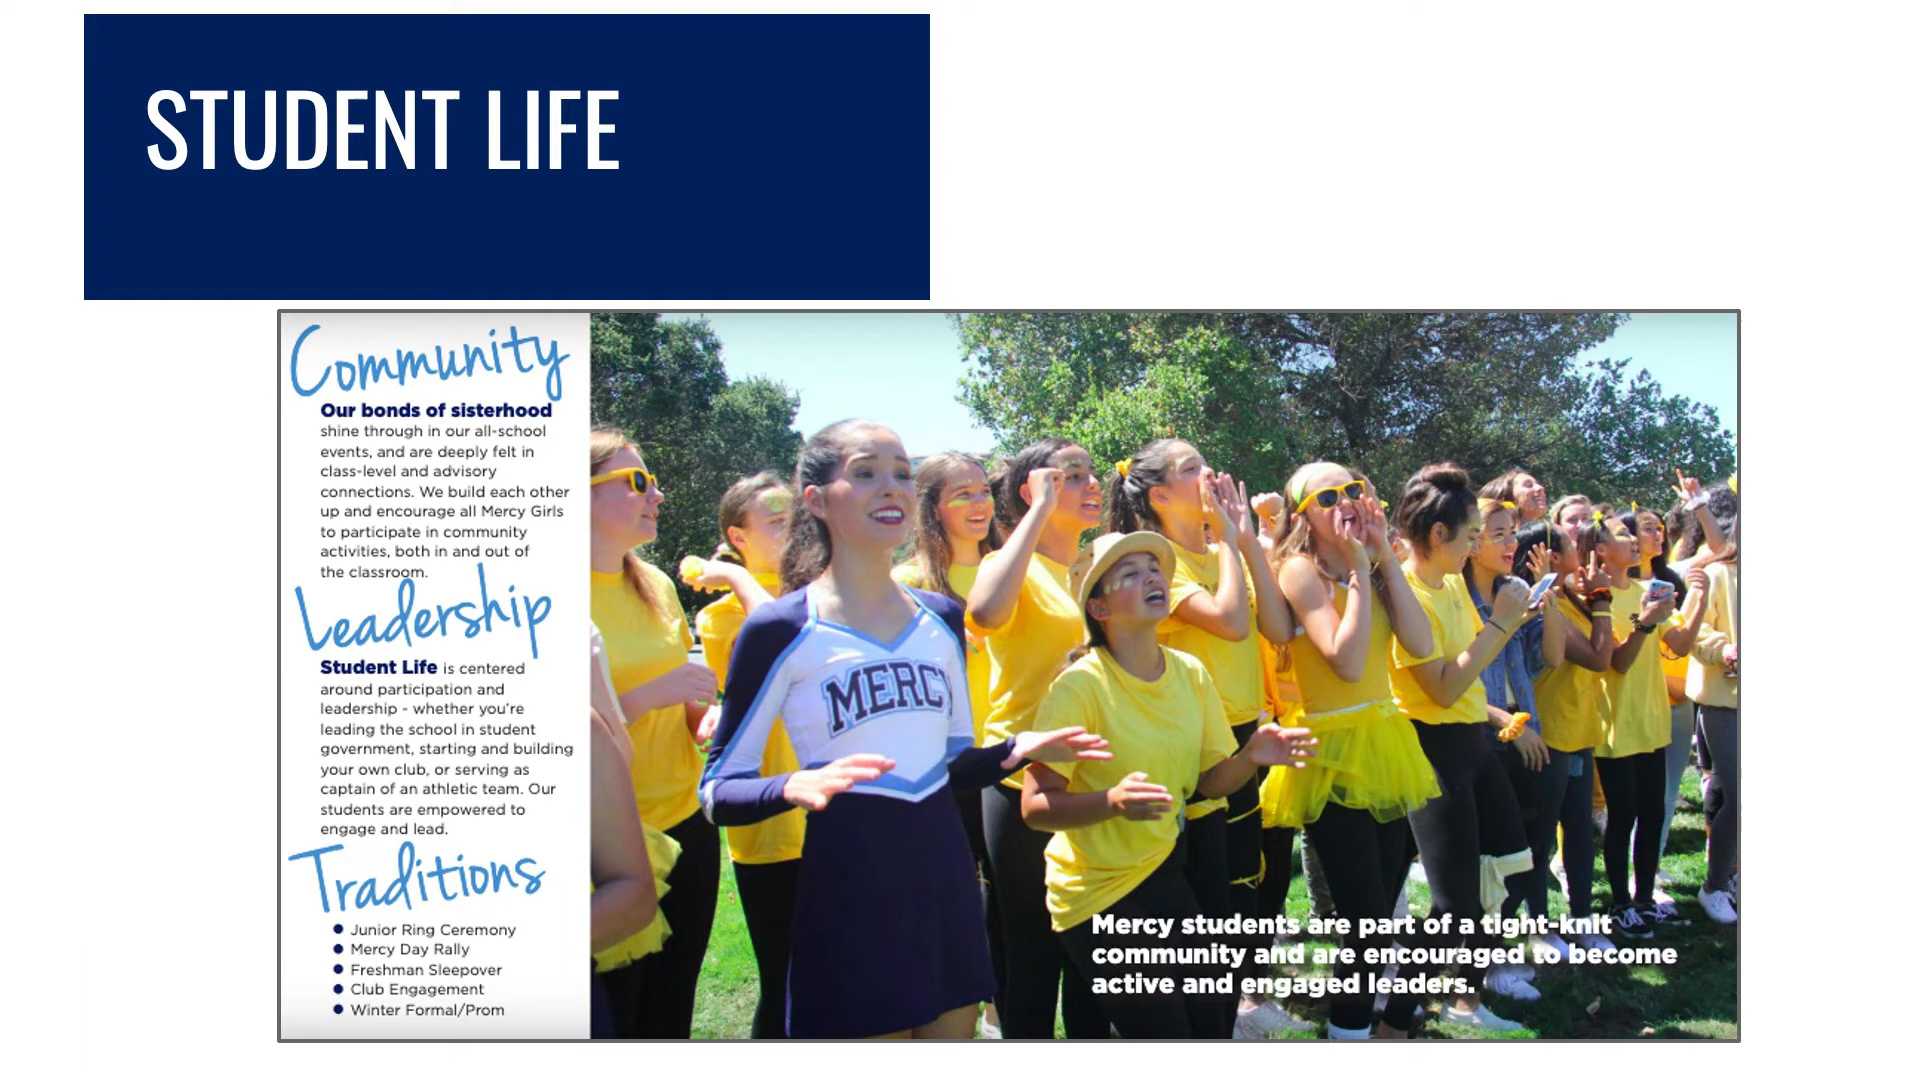 STUDENT LIFE
Community
Our bonds of sisterhood
shine through in our all-school
events, and are deeply felt in
class-level and advisory
connections. We build each other
up and encourage all Mercy Girls
to participate in community
activities, both in and out of
the classroom.
Leadership
Student Life is centered
around participation and
leadership - whether you're
leading the school in student
government, starting and building
your own club, or serving as
captain of an athletic team. Our
students are empowered to
engage and lead.
Traditions
● Junior Ring Ceremony
● Mercy Day Rally
● Freshman Sleepover
● Club Engagement
● Winter Formal/Prom
MERCY
Mercy students are part of a tight-knit
community and are encouraged to become
active and engaged leaders.